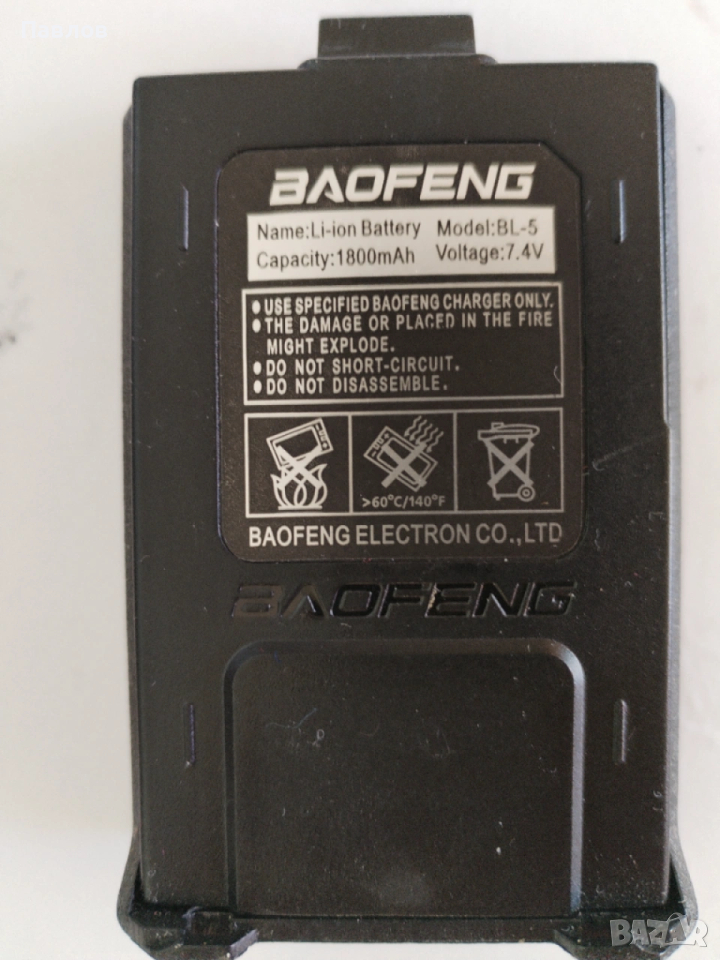 Павлов
BAOFENG
Name:Li-ion Battery Model:BL-5
Capacity:1800mAh Voltage:7.4V
• USE SPECIFIED BAOFENG CHARGER ONLY.
• THE DAMAGE OR PLACED IN THE FIRE
MIGHT EXPLODE.
• DO NOT SHORT-CIRCUIT.
• DO NOT DISASSEMBLE.
>60°C/140°F
BAOFENG ELECTRON CO.,LTD
BAOFENG
BAZAR